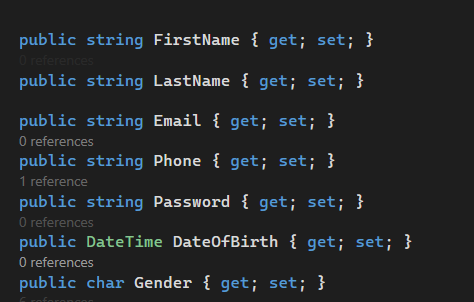 public string FirstName { get; set; }
0 references
public string LastName { get; set; }
public string Email { get; set; }
0 references
public string Phone { get; set; }
1 reference
public string Password { get; set; }
0 references
public DateTime DateOfBirth { get; set; }
0 references
public char Gender { get; set; }
6 references